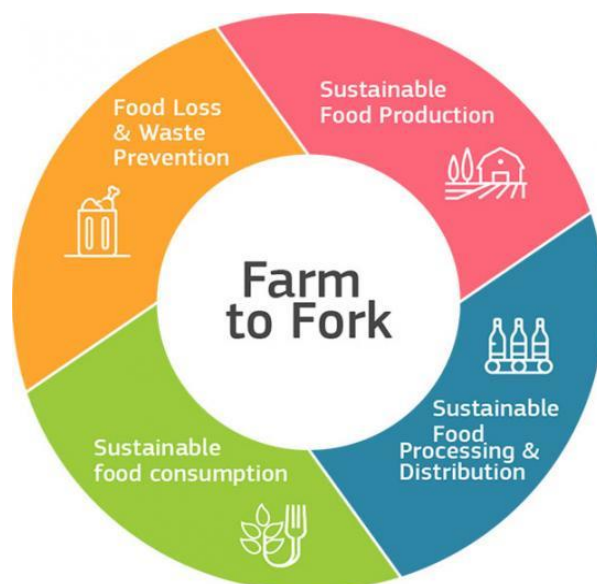 Farm
to Fork
Sustainable
Food Production
Sustainable
Food
Processing &
Distribution
Sustainable
food consumption
Food Loss
& Waste
Prevention